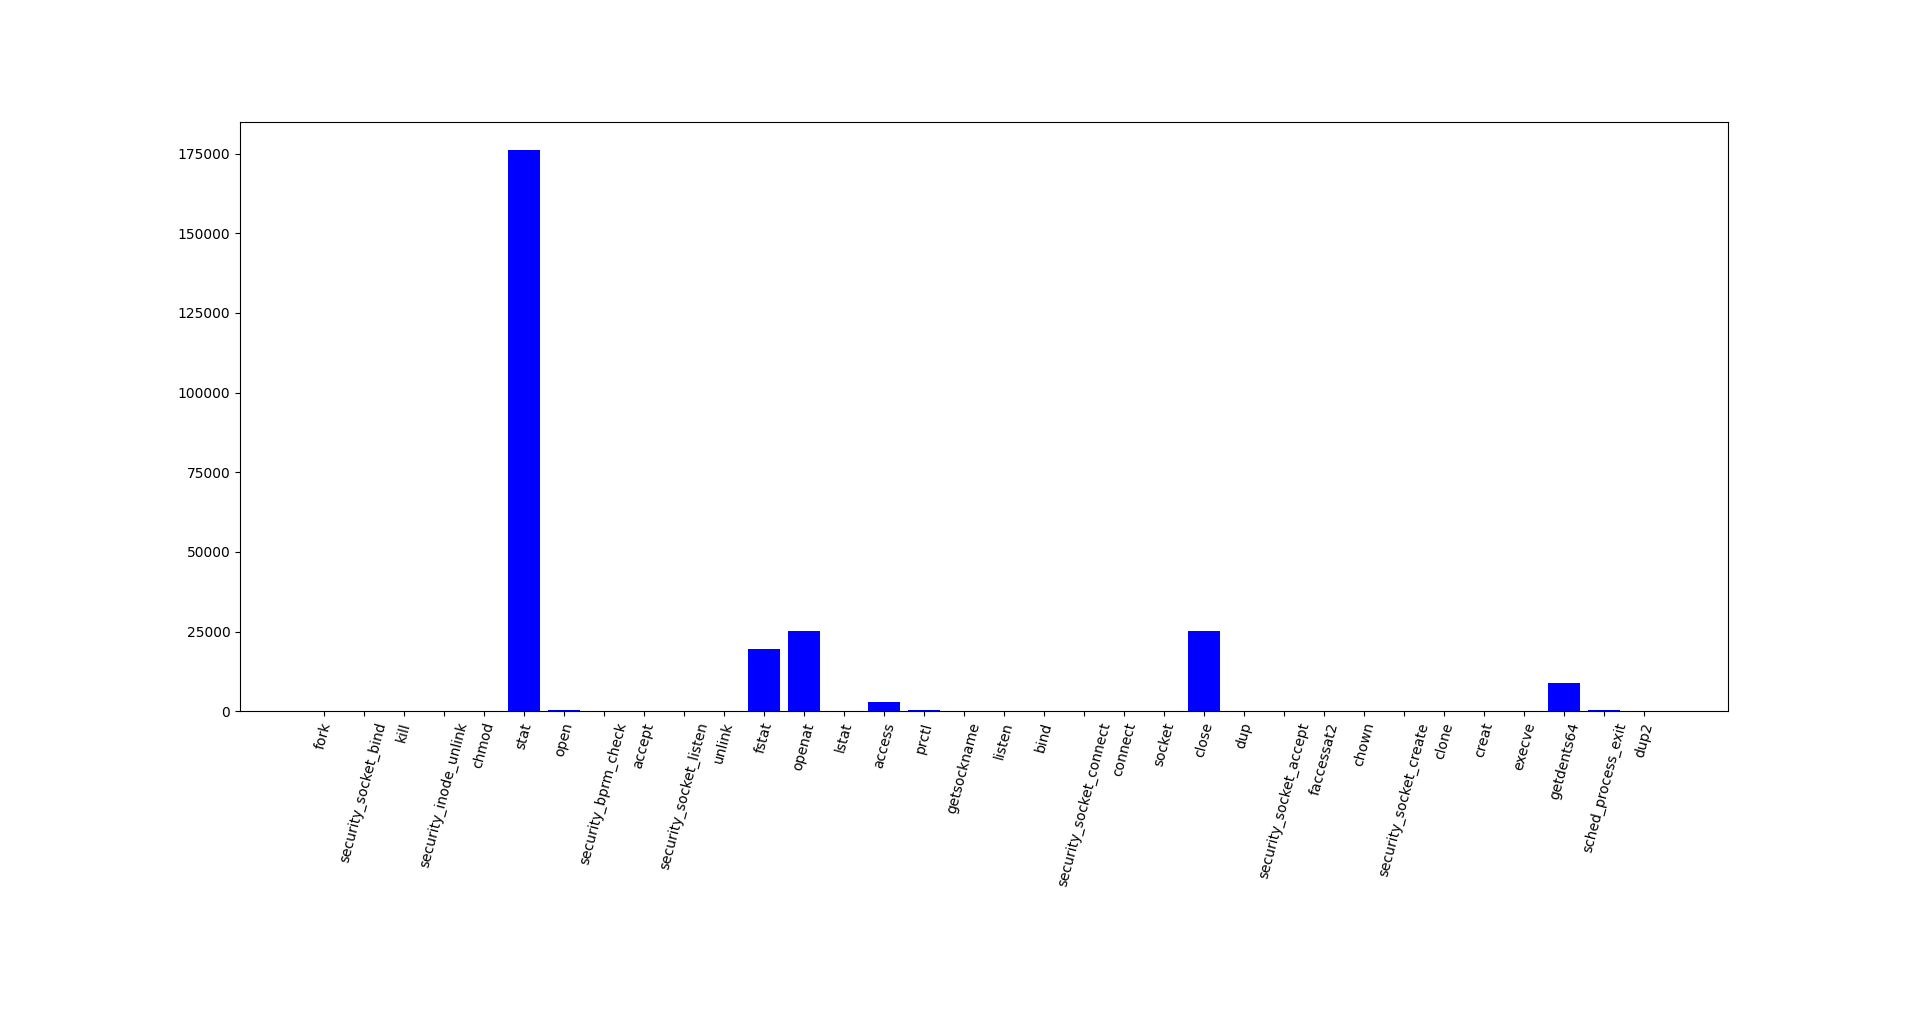 175000
150000
125000
100000
75000
50000
25000
0
fork
security_socket_bind
kill
security_inode_unlink
chmod
stat
open
security_bprm_check
accept
security_socket_listen
unlink
fstat
openat
lstat
access
prctl
getsockname
listen
bind
security_socket_connect
connect
socket
close
dup
security_socket_accept
faccessat2
chown
security_socket_create
clone
creat
execve
getdents64
sched_process_exit
dup2